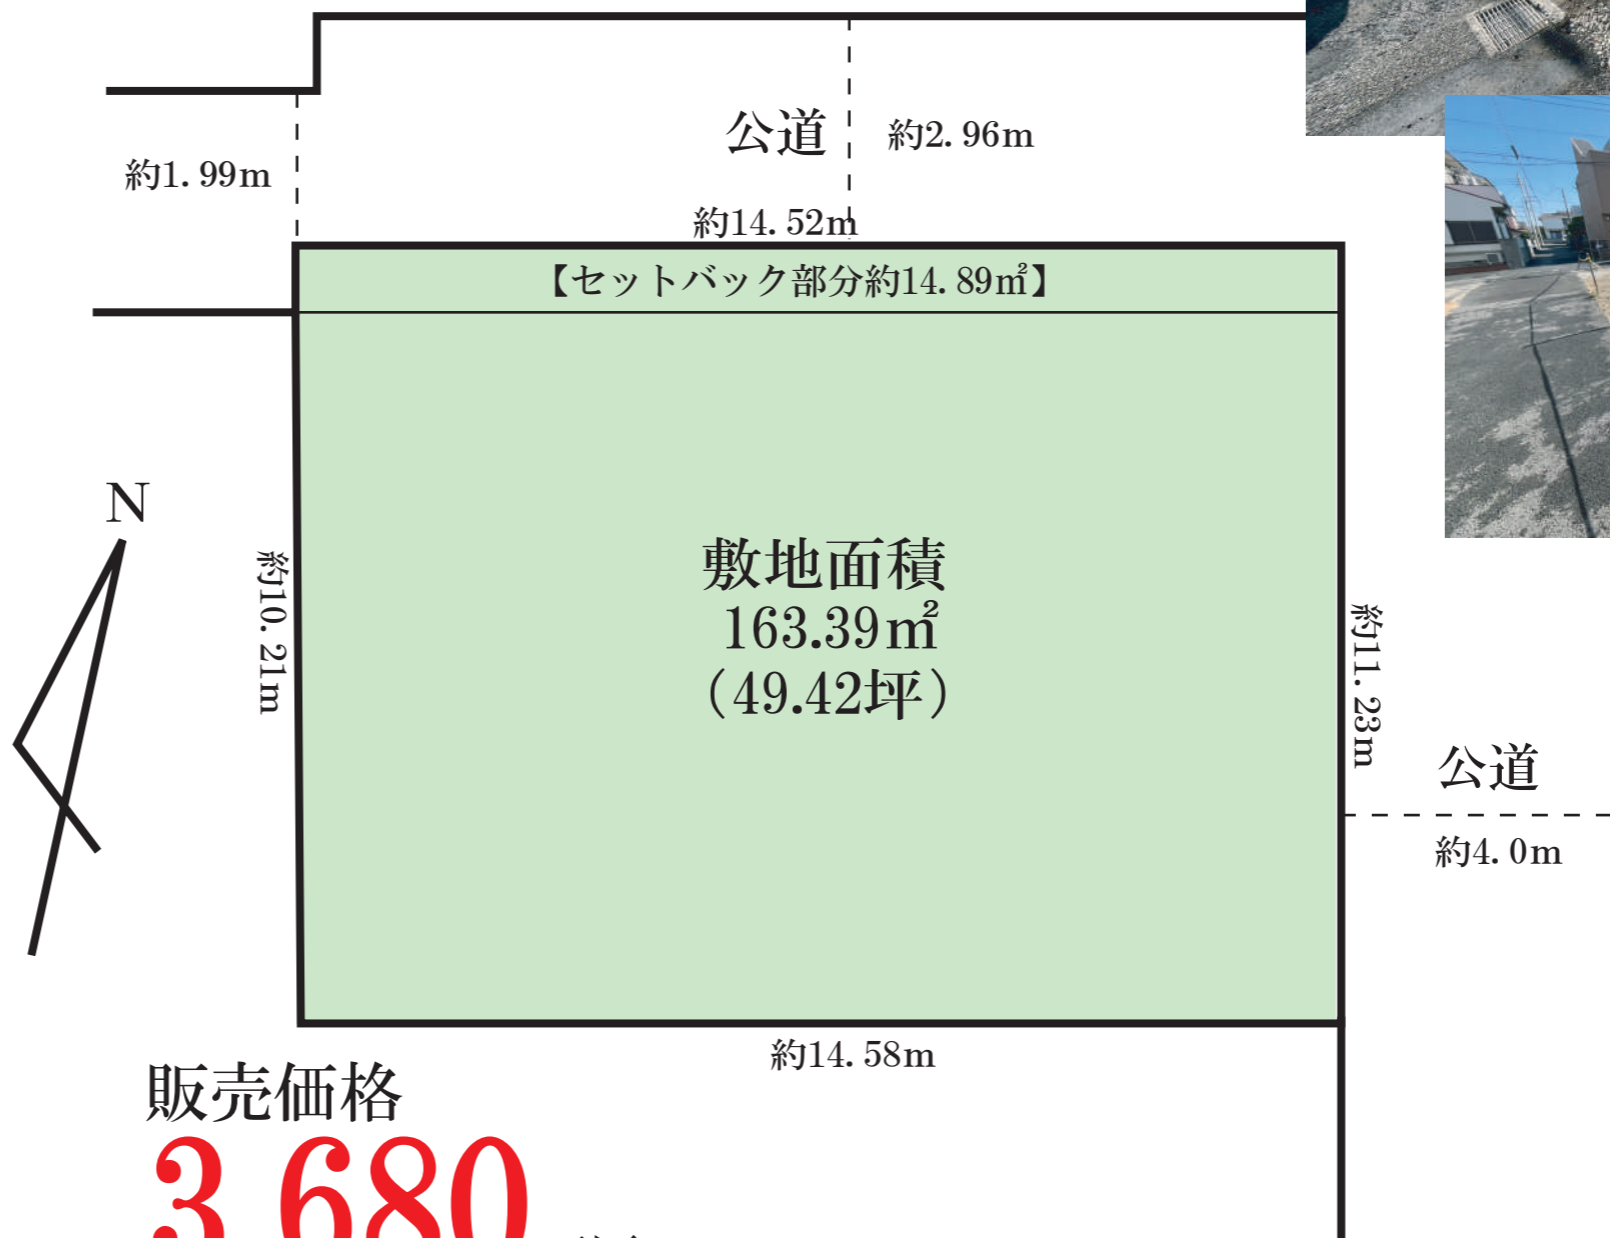 公道
約2.96m
約1.99m
約14.52m
【セットバック部分約14.89㎡】
N
約10.21m
敷地面積
163.39㎡
（49.42坪）
約11.23m
公道
約4.0m
約14.58m
販売価格
3,680